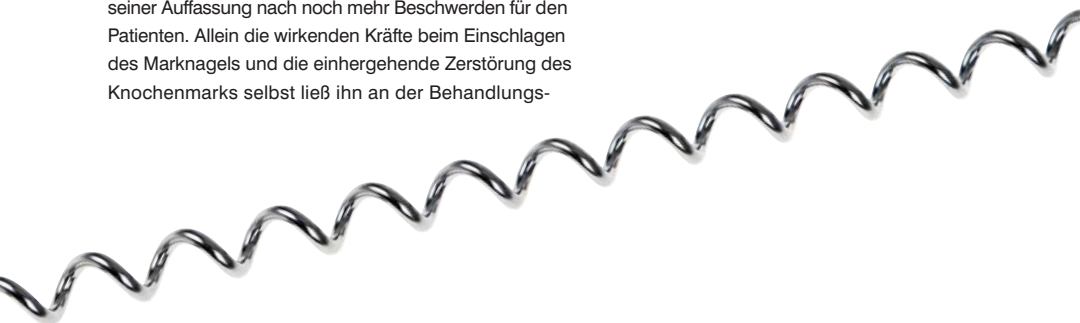 seiner Auffassung nach noch mehr Beschwerden für den
Patienten. Allein die wirkenden Kräfte beim Einschlagen
des Marknagels und die einhergehende Zerstörung des
Knochenmarks selbst ließ ihn an der Behandlungs-